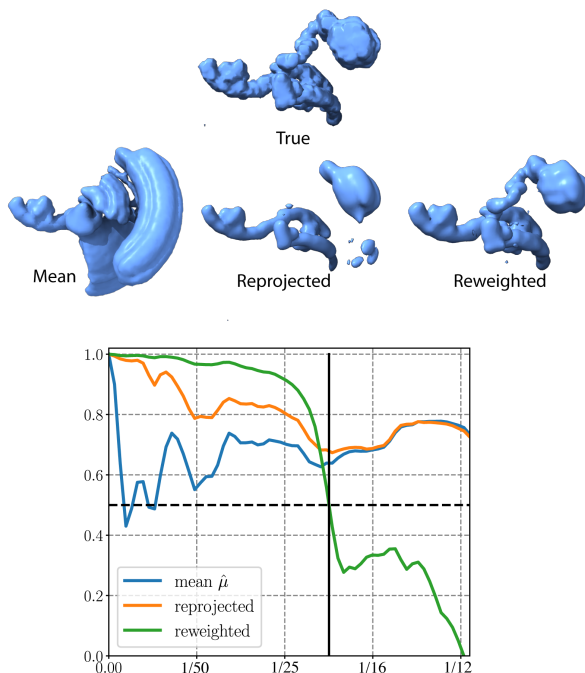 True
Mean
Reprojected
Reweighted
1.0
0.8
0.6
0.4
0.2
0.0
mean μ̂
reprojected
reweighted
0.00 1/50 1/25 1/16 1/12